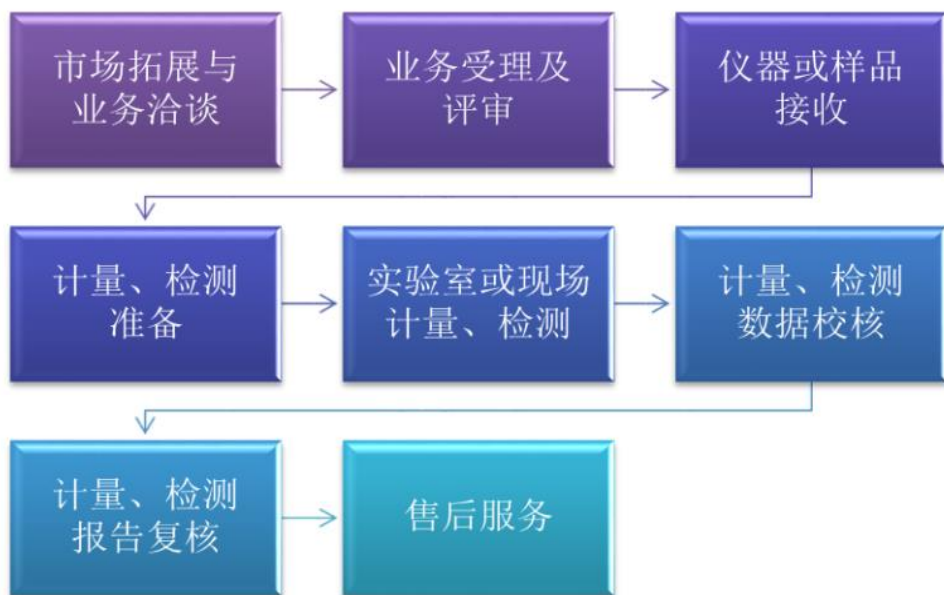 市场拓展与
业务洽谈
业务受理及
评审
仪器或样品
接收
计量、检测
准备
实验室或现场
计量、检测
计量、检测
数据校核
计量、检测
报告复核
售后服务